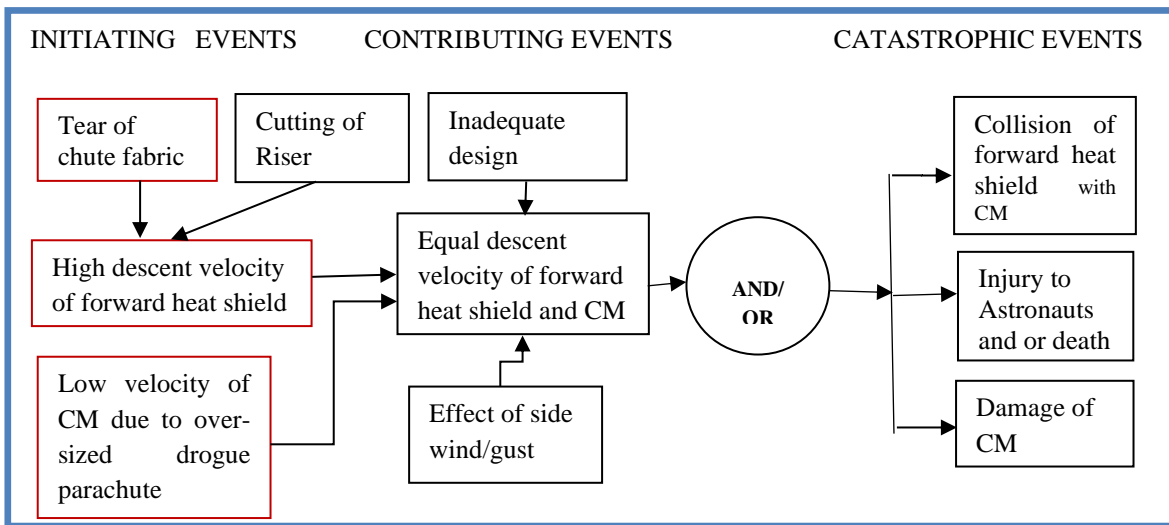 INITIATING EVENTS
CONTRIBUTING EVENTS
CATASTROPHIC EVENTS
Tear of
chute fabric
Cutting of
Riser
Inadequate
design
Collision of
forward heat
shield with
CM
High descent velocity
of forward heat shield
Equal descent
velocity of forward
heat shield and CM
AND/
OR
Injury to
Astronauts
and or death
Low velocity of
CM due to over-
sized drogue
parachute
Effect of side
wind/gust
Damage of
CM